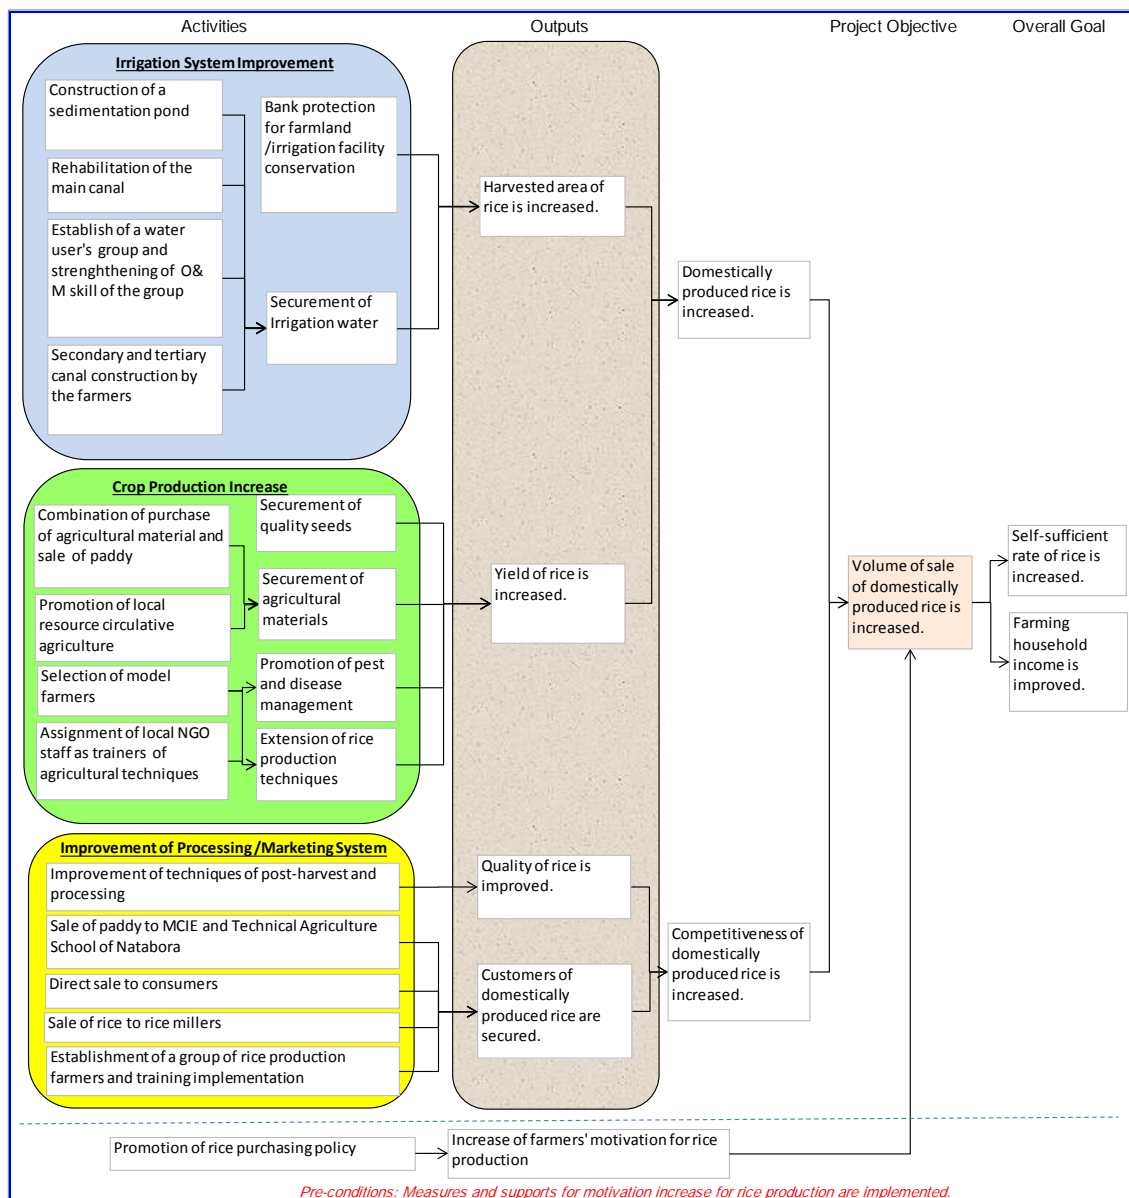 Activities
Outputs
Project Objective
Overall Goal
Irrigation System Improvement
Construction of a
sedimentation pond
Rehabilitation of the
main canal
Establish of a water
user's group and
strenghthening of O&
M skill of the group
Secondary and tertiary
canal construction by
the farmers
Bank protection
for farmland
/irrigation facility
conservation
Securement of
Irrigation water
Harvested area of
rice is increased.
Domestically
produced rice is
increased.
Crop Production Increase
Combination of purchase
of agricultural material and
sale of paddy
Promotion of local
resource circulative
agriculture
Selection of model
farmers
Assignment of local NGO
staff as trainers of
agricultural techniques
Securement of
quality seeds
Securement of
agricultural
materials
Promotion of pest
and disease
management
Extension of rice
production
techniques
Yield of rice is
increased.
Volume of sale
of domestically
produced rice is
increased.
Self-sufficient
rate of rice is
increased.
Farming
household
income is
improved.
Improvement of Processing /Marketing System
Improvement of techniques of post-harvest and
processing
Sale of paddy to MCIE and Technical Agriculture
School of Natabora
Direct sale to consumers
Sale of rice to rice millers
Establishment of a group of rice production
farmers and training implementation
Quality of rice is
improved.
Customers of
domestically
produced rice are
secured.
Competitiveness of
domestically
produced rice is
increased.
Promotion of rice purchasing policy
Increase of farmers' motivation for rice
production
Pre-conditions: Measures and supports for motivation increase for rice production are implemented.